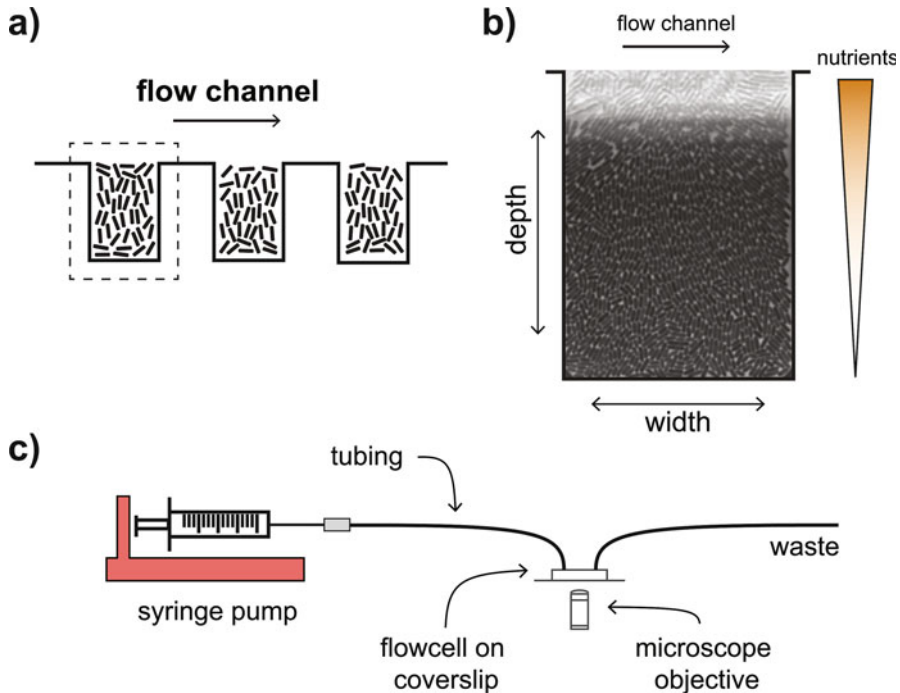 a)
flow channel
b)
flow channel
nutrients
depth
width
c)
tubing
waste
syringe pump
flowcell on
coverslip
microscope
objective